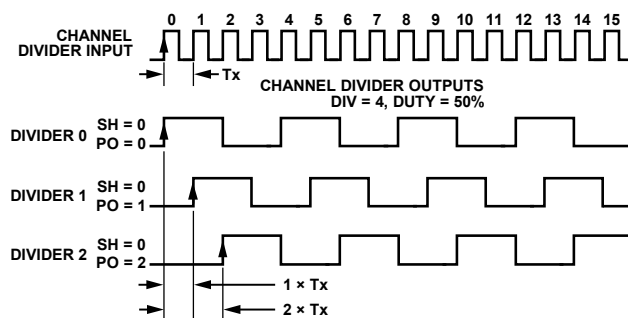 0 1 2 3 4 5 6 7 8 9 10 11 12 13 14 15
CHANNEL
DIVIDER INPUT
Tx
CHANNEL DIVIDER OUTPUTS
DIV = 4, DUTY = 50%
DIVIDER 0
SH = 0
PO = 0
DIVIDER 1
SH = 0
PO = 1
DIVIDER 2
SH = 0
PO = 2
1 × Tx
2 × Tx